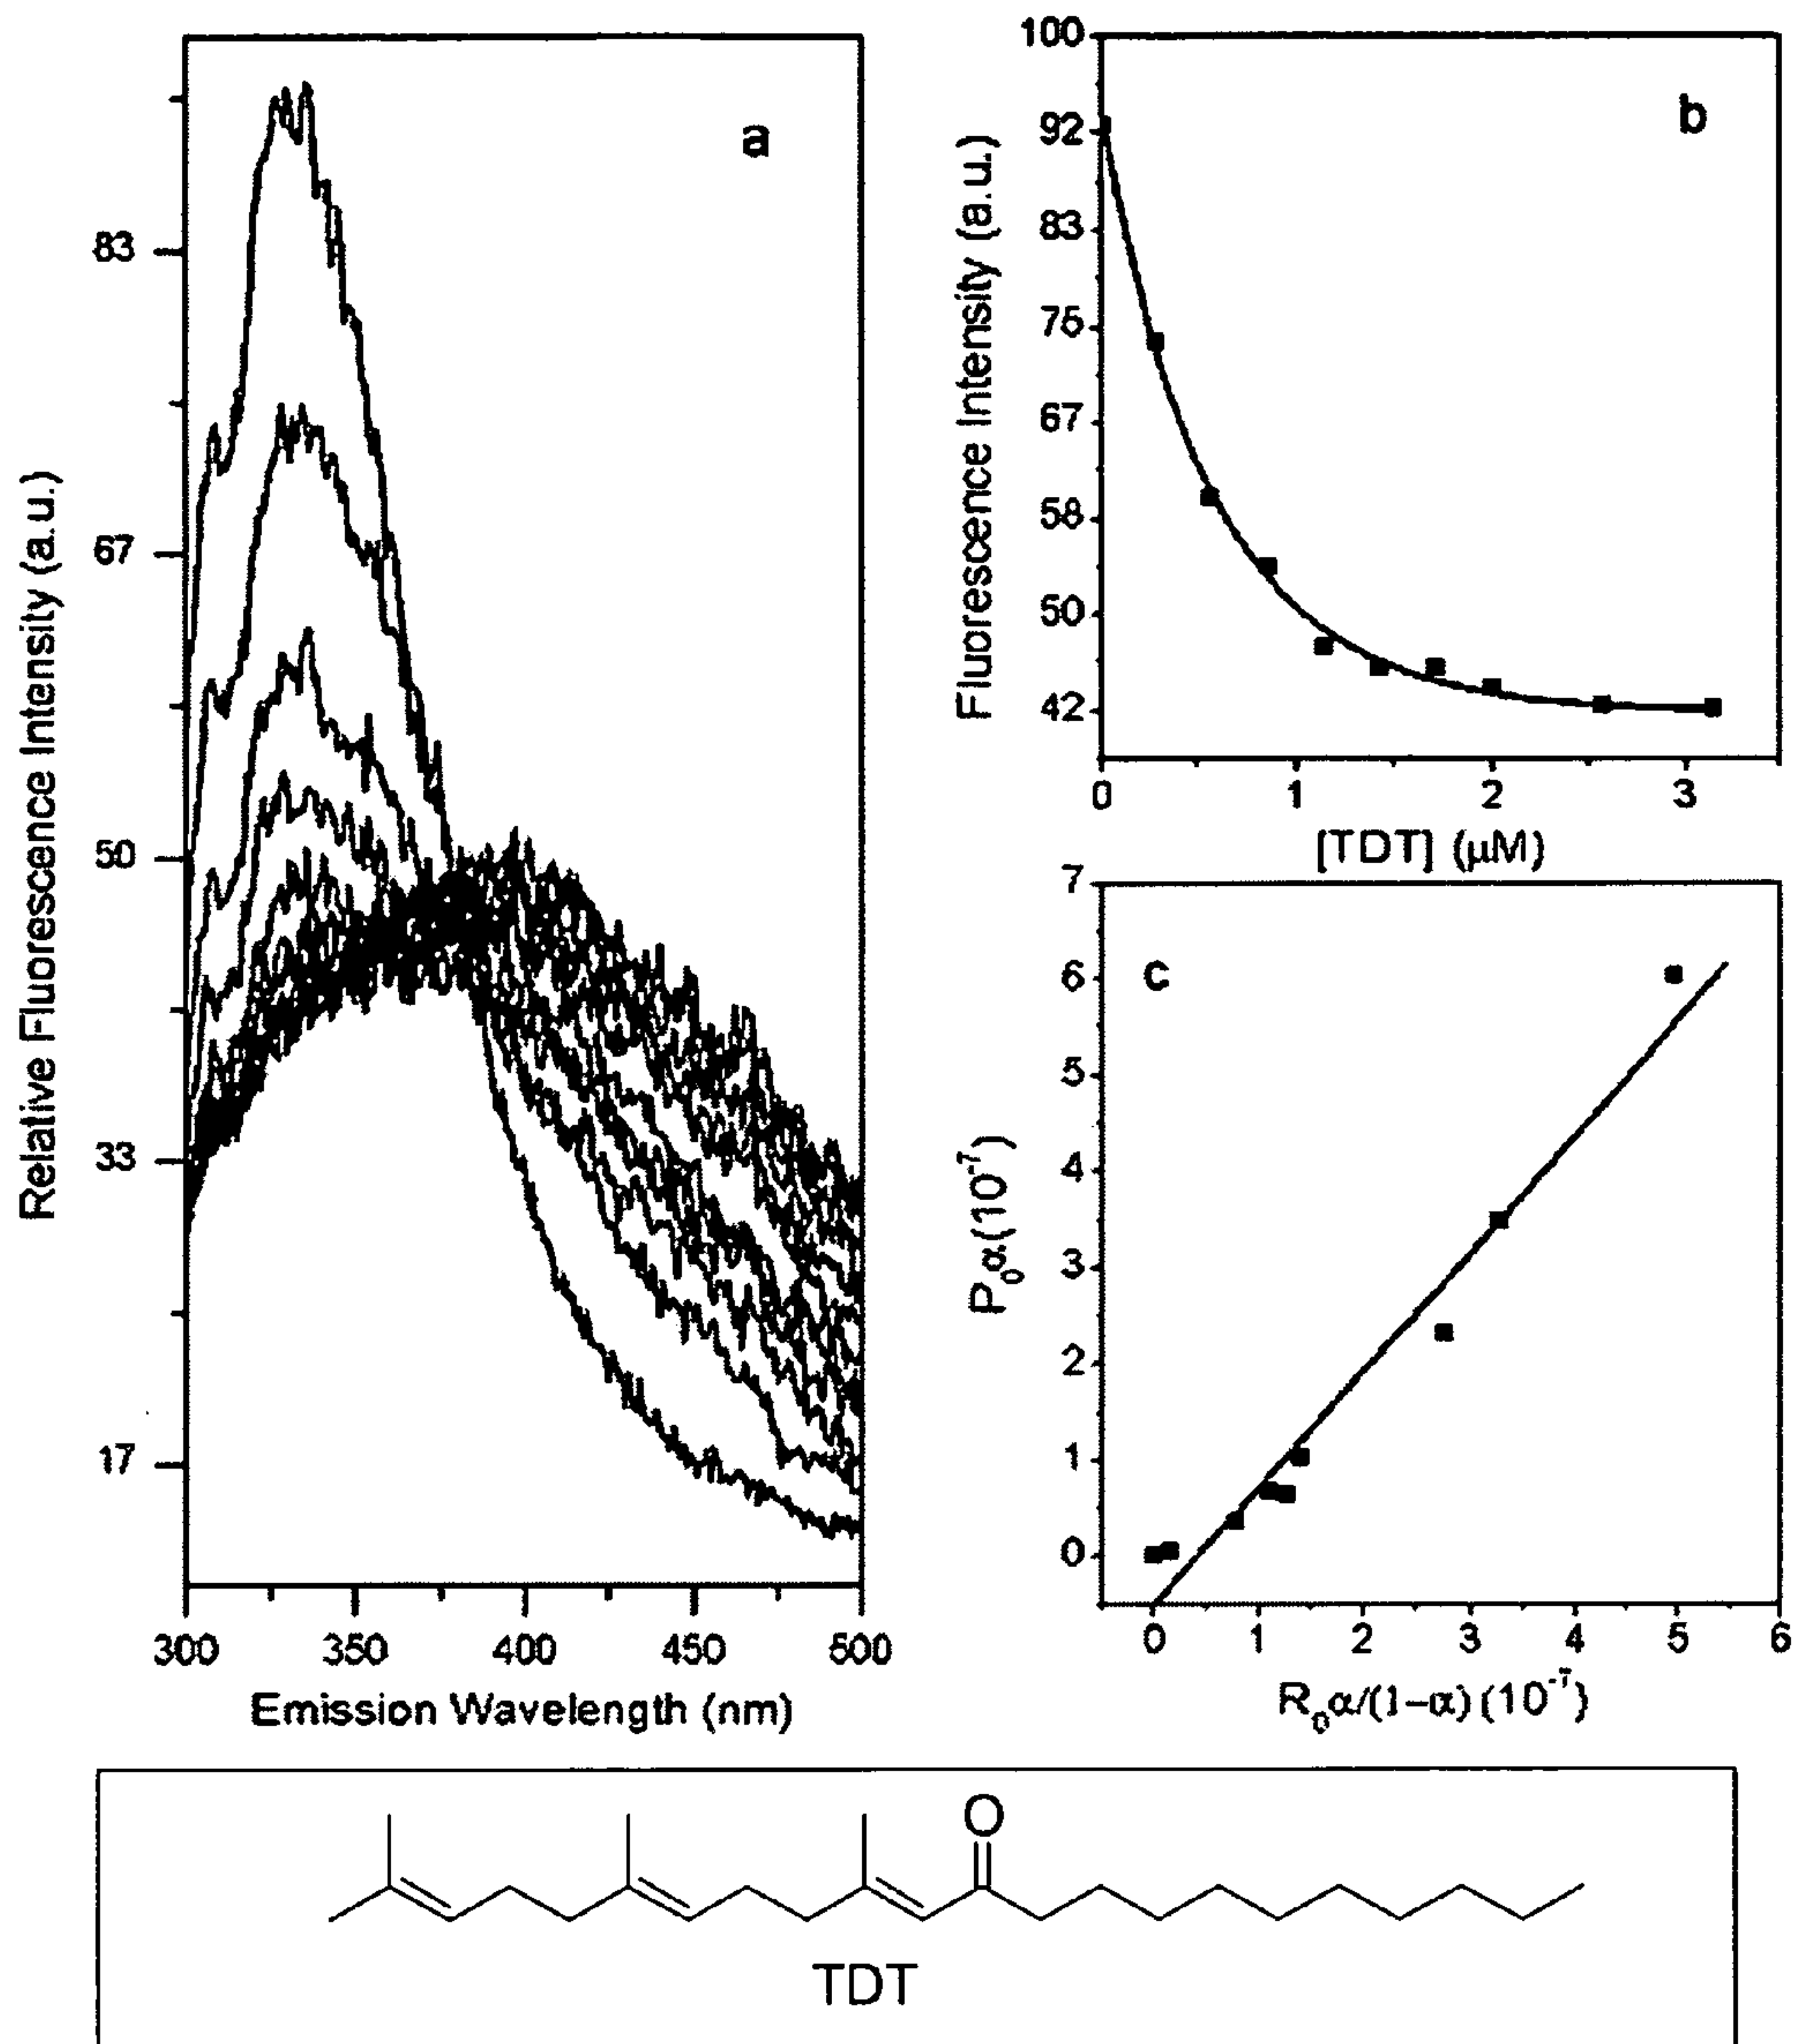 a
83
67
50
33
17
Relative Fluorescence Intensity (a.u.)
300 350 400 450 500
Emission Wavelength (nm)
b
100
92
83
75
67
58
50
42
Fluorescence Intensity (a.u.)
0 1 2 3
[TDT] (μM)
c
7
6
5
4
3
2
1
0
P₀α(10⁻⁷)
0 1 2 3 4 5 6
R₀α/(1−α) (10⁻⁷)
O
TDT